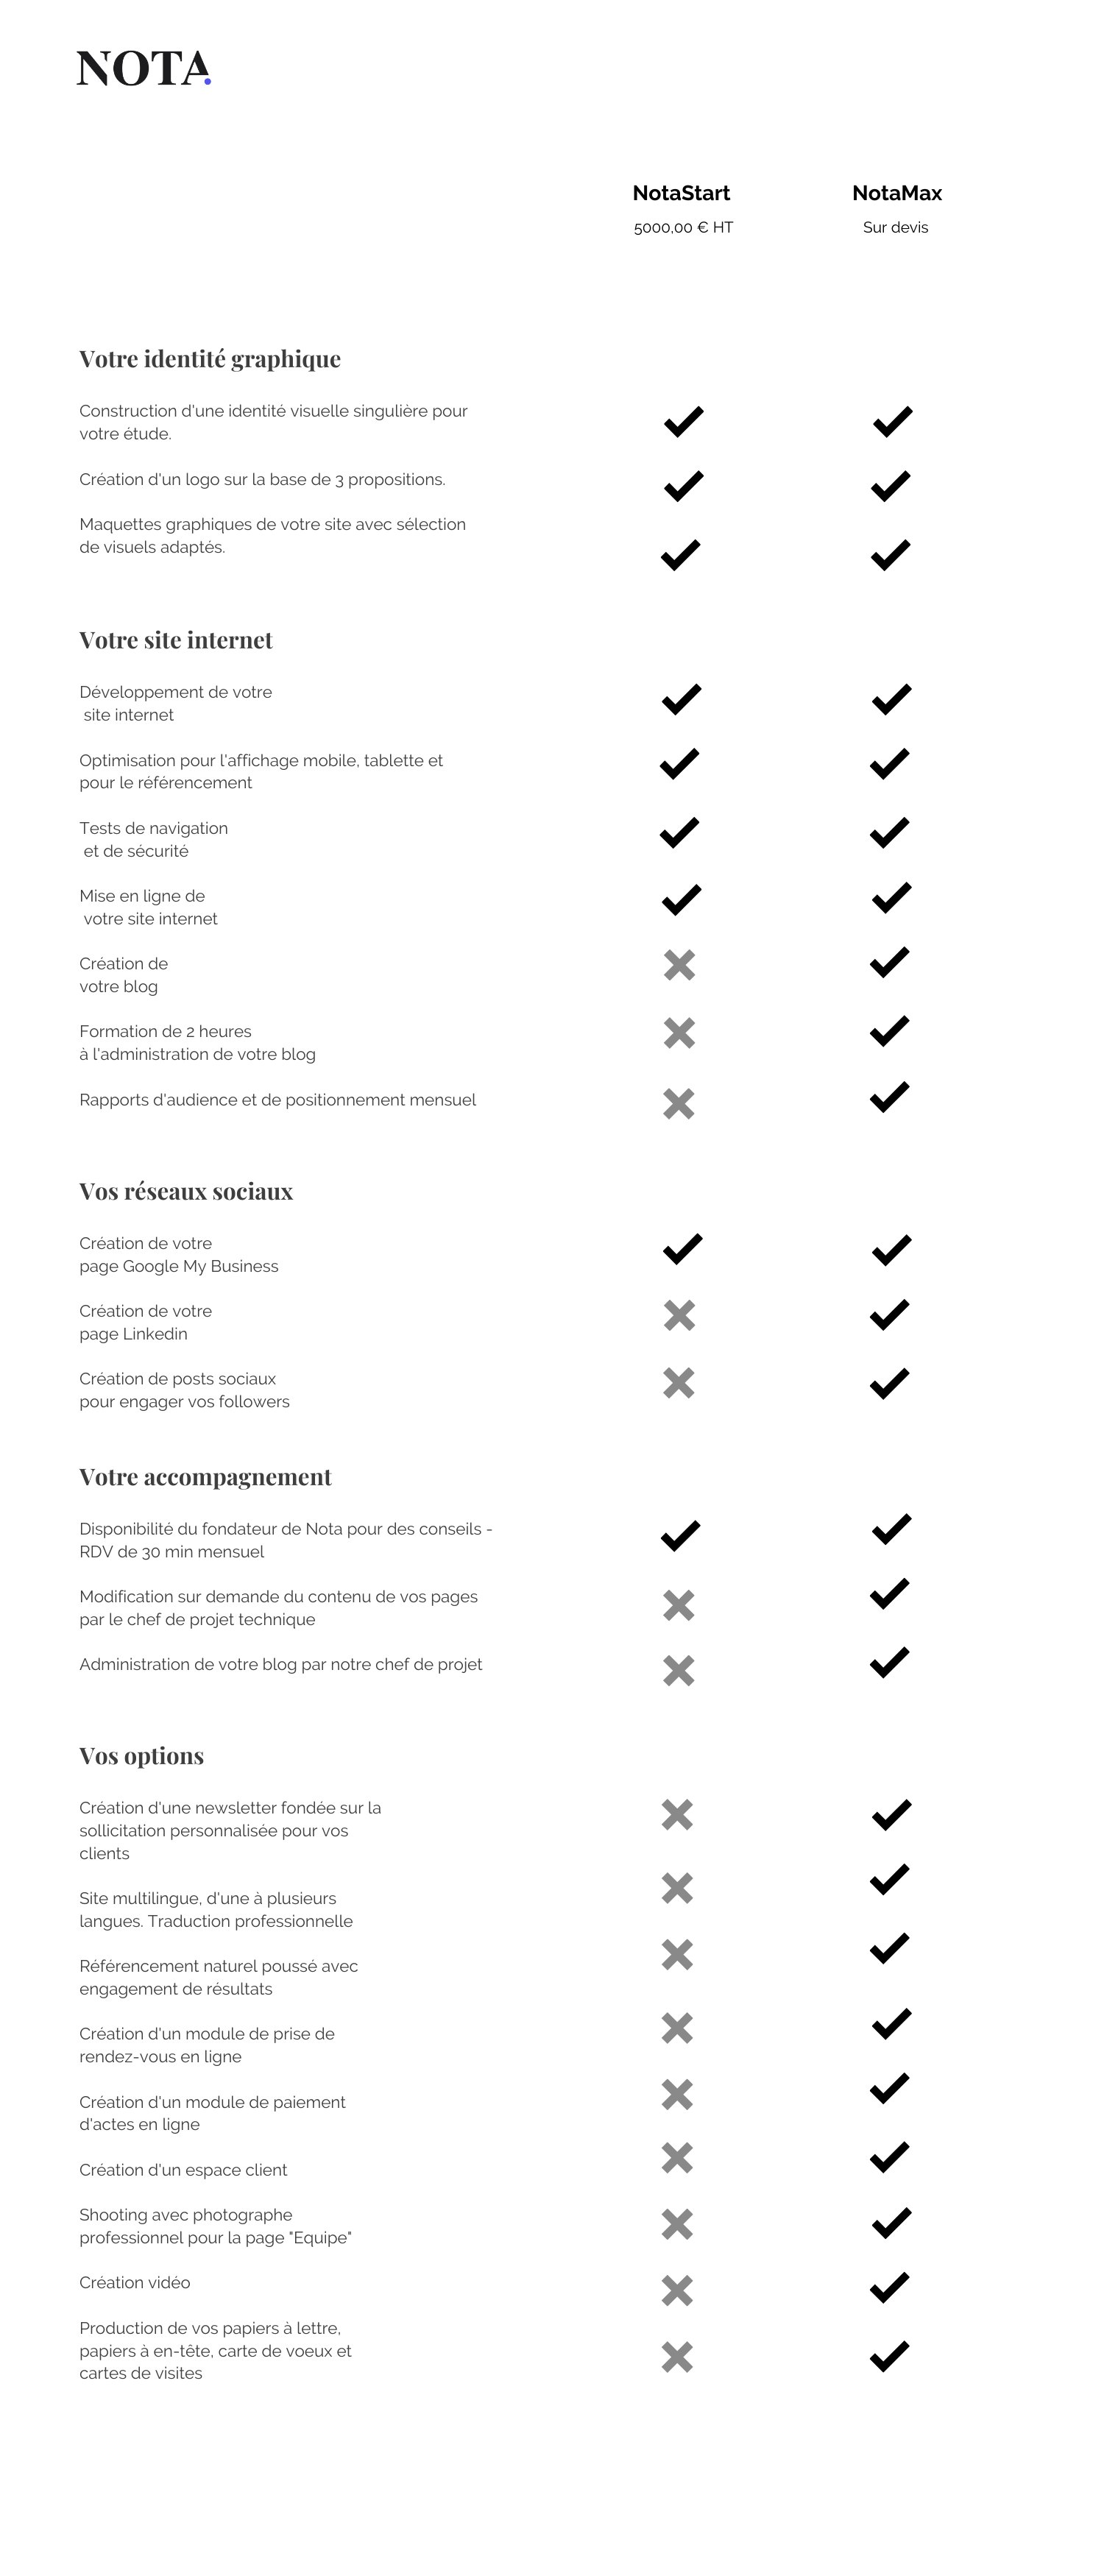 NOTA.
NotaStart NotaMax
5000,00 € HT Sur devis
Votre identité graphique
Construction d'une identité visuelle singulière pour
votre étude.
Création d'un logo sur la base de 3 propositions.
Maquettes graphiques de votre site avec sélection
de visuels adaptés.
Votre site internet
Développement de votre
site internet
Optimisation pour l'affichage mobile, tablette et
pour le référencement
Tests de navigation
et de sécurité
Mise en ligne de
votre site internet
Création de
votre blog
Formation de 2 heures
à l'administration de votre blog
Rapports d'audience et de positionnement mensuel
Vos réseaux sociaux
Création de votre
page Google My Business
Création de votre
page Linkedin
Création de posts sociaux
pour engager vos followers
Votre accompagnement
Disponibilité du fondateur de Nota pour des conseils -
RDV de 30 min mensuel
Modification sur demande du contenu de vos pages
par le chef de projet technique
Administration de votre blog par notre chef de projet
Vos options
Création d'une newsletter fondée sur la
sollicitation personnalisée pour vos
clients
Site multilingue, d'une à plusieurs
langues. Traduction professionnelle
Référencement naturel poussé avec
engagement de résultats
Création d'un module de prise de
rendez-vous en ligne
Création d'un module de paiement
d'actes en ligne
Création d'un espace client
Shooting avec photographe
professionnel pour la page "Equipe"
Création vidéo
Production de vos papiers à lettre,
papiers à en-tête, carte de voeux et
cartes de visites